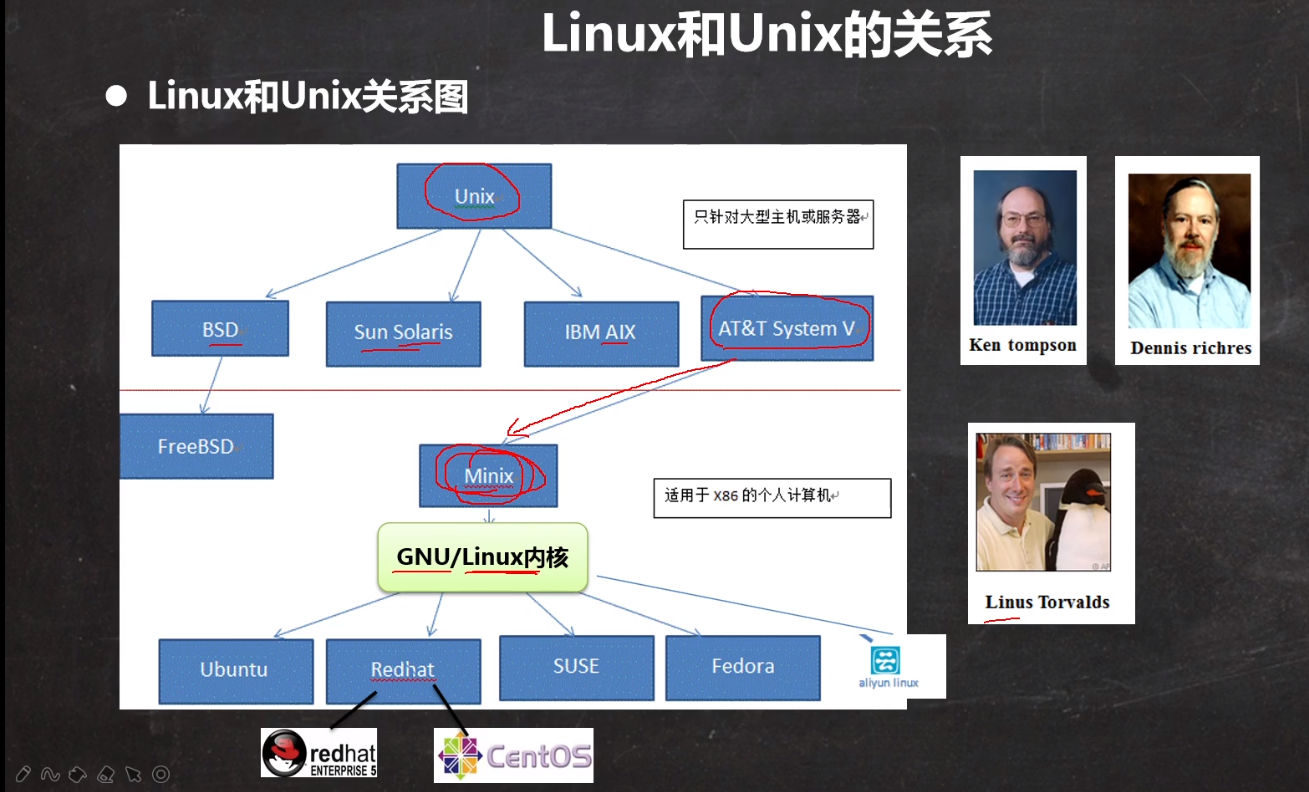 Linux和Unix的关系
● Linux和Unix关系图
Unix
只针对大型主机或服务器
BSD
Sun Solaris
IBM AIX
AT&T System V
Ken tompson
Dennis richres
FreeBSD
Minix
适用于 X86 的个人计算机
GNU/Linux内核
© AP
Linus Torvalds
Ubuntu
Redhat
SUSE
Fedora
aliyun linux
redhat
ENTERPRISE 5
CentOS